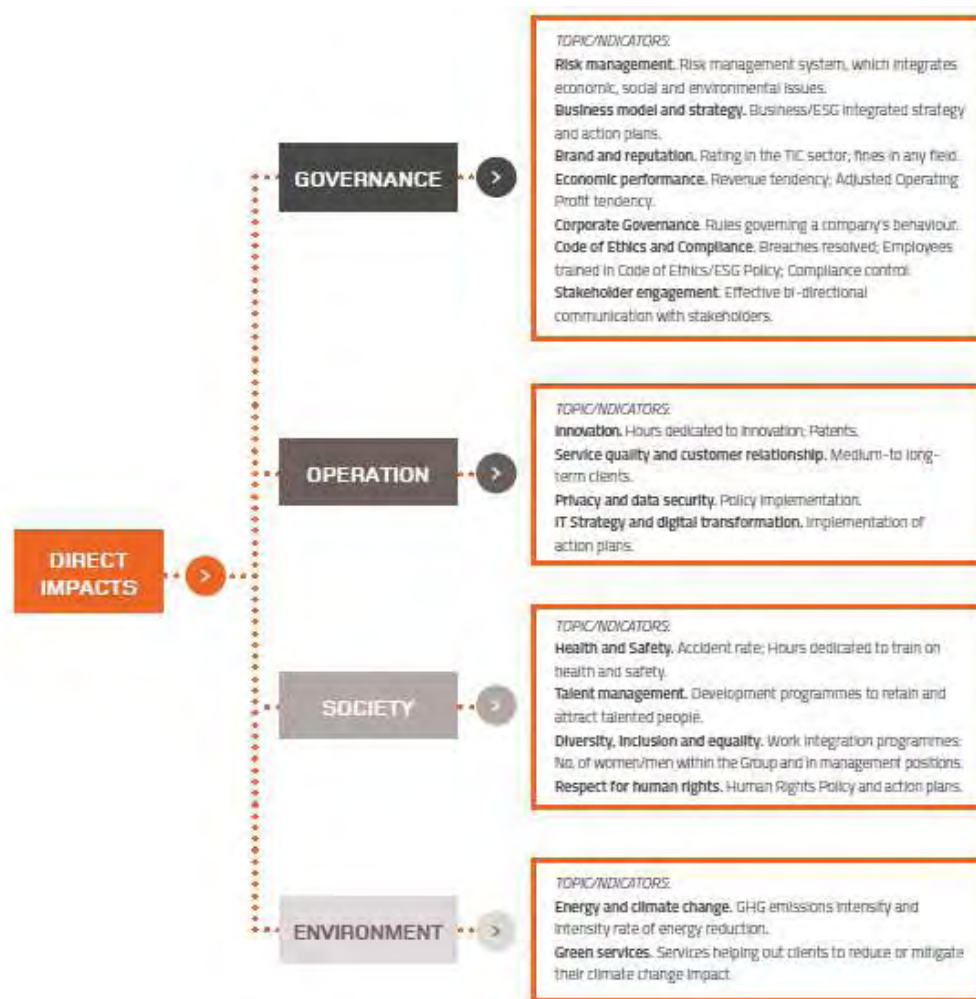 TOPIC/INDICATORS:
Risk management. Risk management system, which integrates
economic, social and environmental issues.
Business model and strategy. Business/ESG integrated strategy
and action plans.
Brand and reputation. Rating in the TIC sector; fines in any field.
Economic performance. Revenue tendency; Adjusted Operating
Profit tendency.
Corporate Governance. Rules governing a company's behaviour.
Code of Ethics and Compliance. Breaches resolved; Employees
trained in Code of Ethics/ESG Policy; Compliance control.
Stakeholder engagement. Effective bi-directional
communication with stakeholders.
GOVERNANCE
TOPIC/INDICATORS:
Innovation. Hours dedicated to Innovation; Patents.
Service quality and customer relationship. Medium-to long-
term clients.
Privacy and data security. Policy implementation.
IT Strategy and digital transformation. Implementation of
action plans.
OPERATION
DIRECT
IMPACTS
TOPIC/INDICATORS:
Health and Safety. Accident rate; Hours dedicated to train on
health and safety.
Talent management. Development programmes to retain and
attract talented people.
Diversity, inclusion and equality. Work integration programmes;
No. of women/men within the Group and in management positions.
Respect for human rights. Human Rights Policy and action plans.
SOCIETY
TOPIC/INDICATORS:
Energy and climate change. GHG emissions intensity and
intensity rate of energy reduction.
Green services. Services helping out clients to reduce or mitigate
their climate change impact.
ENVIRONMENT